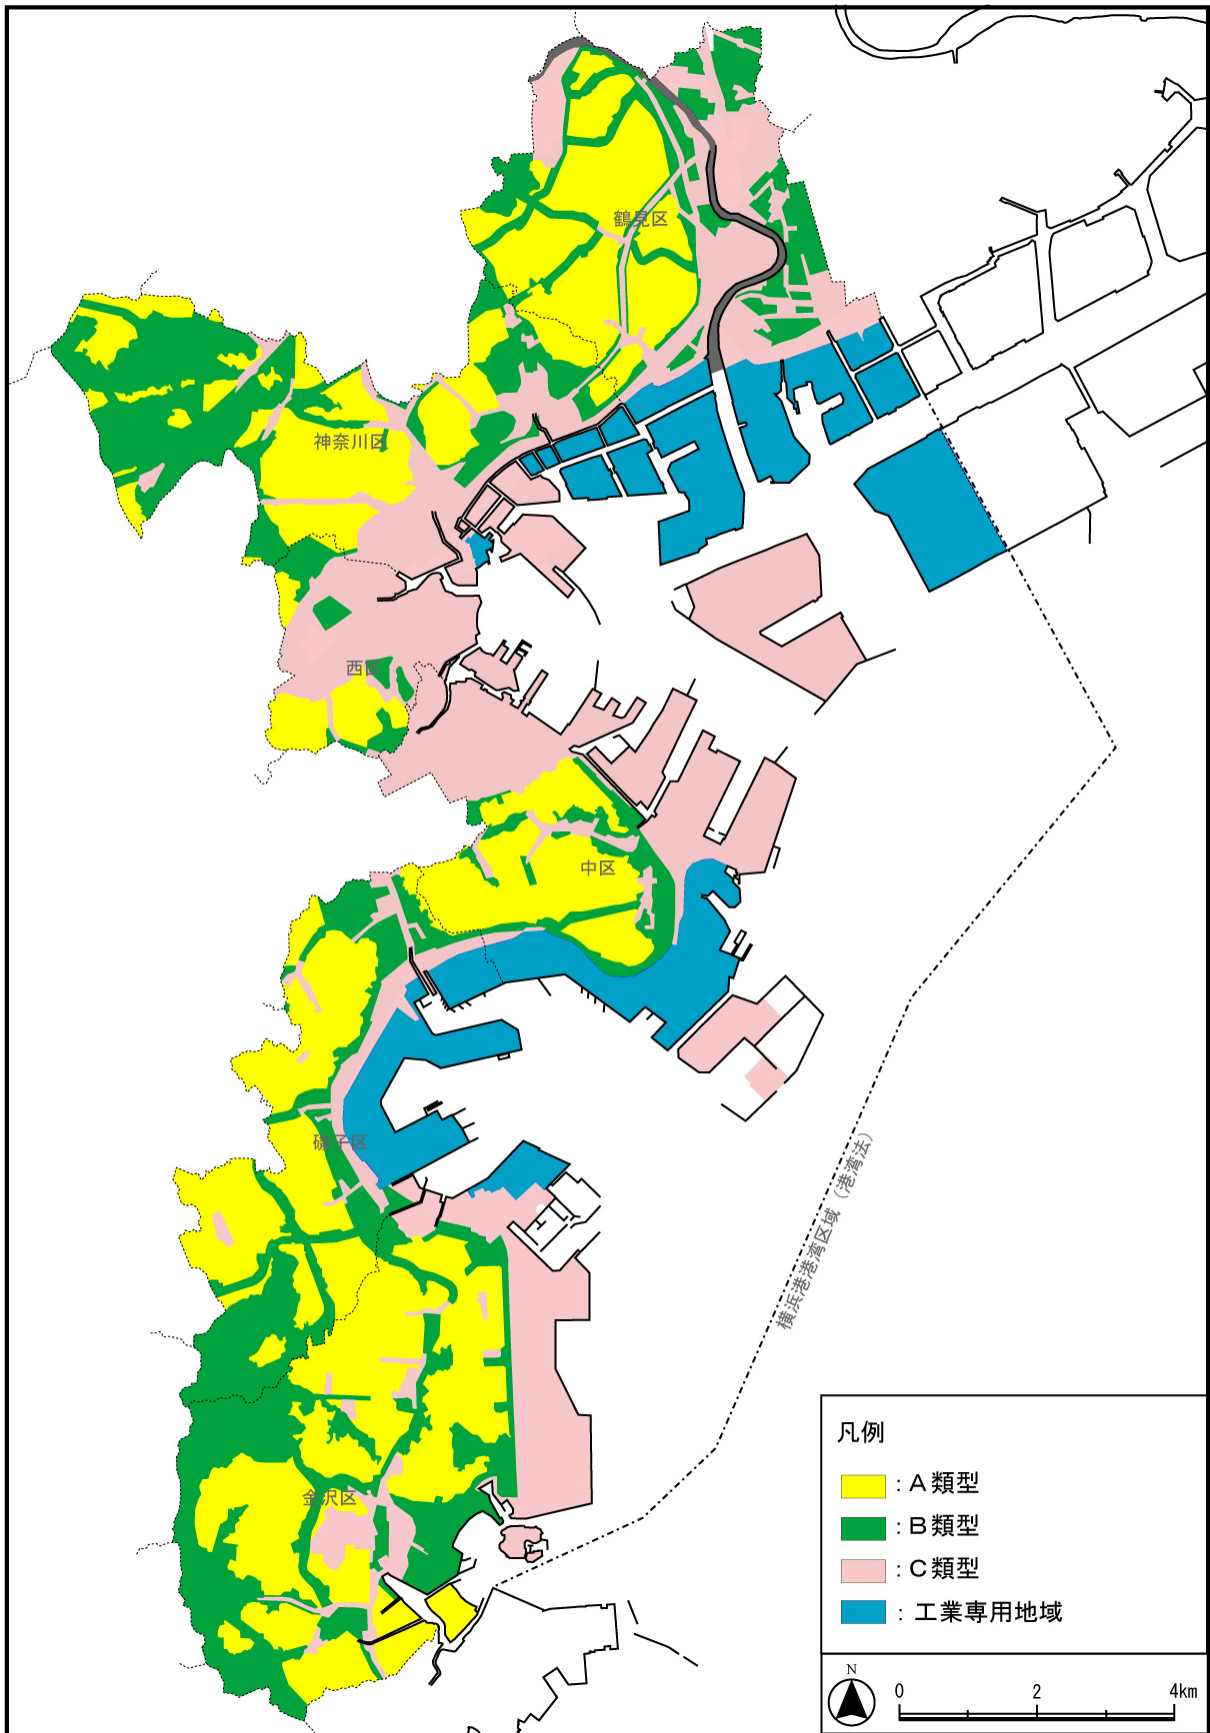 鶴見区
神奈川区
西区
中区
磯子区
金沢区
横浜港港湾区域（港湾法）
凡例
：A類型
：B類型
：C類型
：工業専用地域
N
0 2 4km